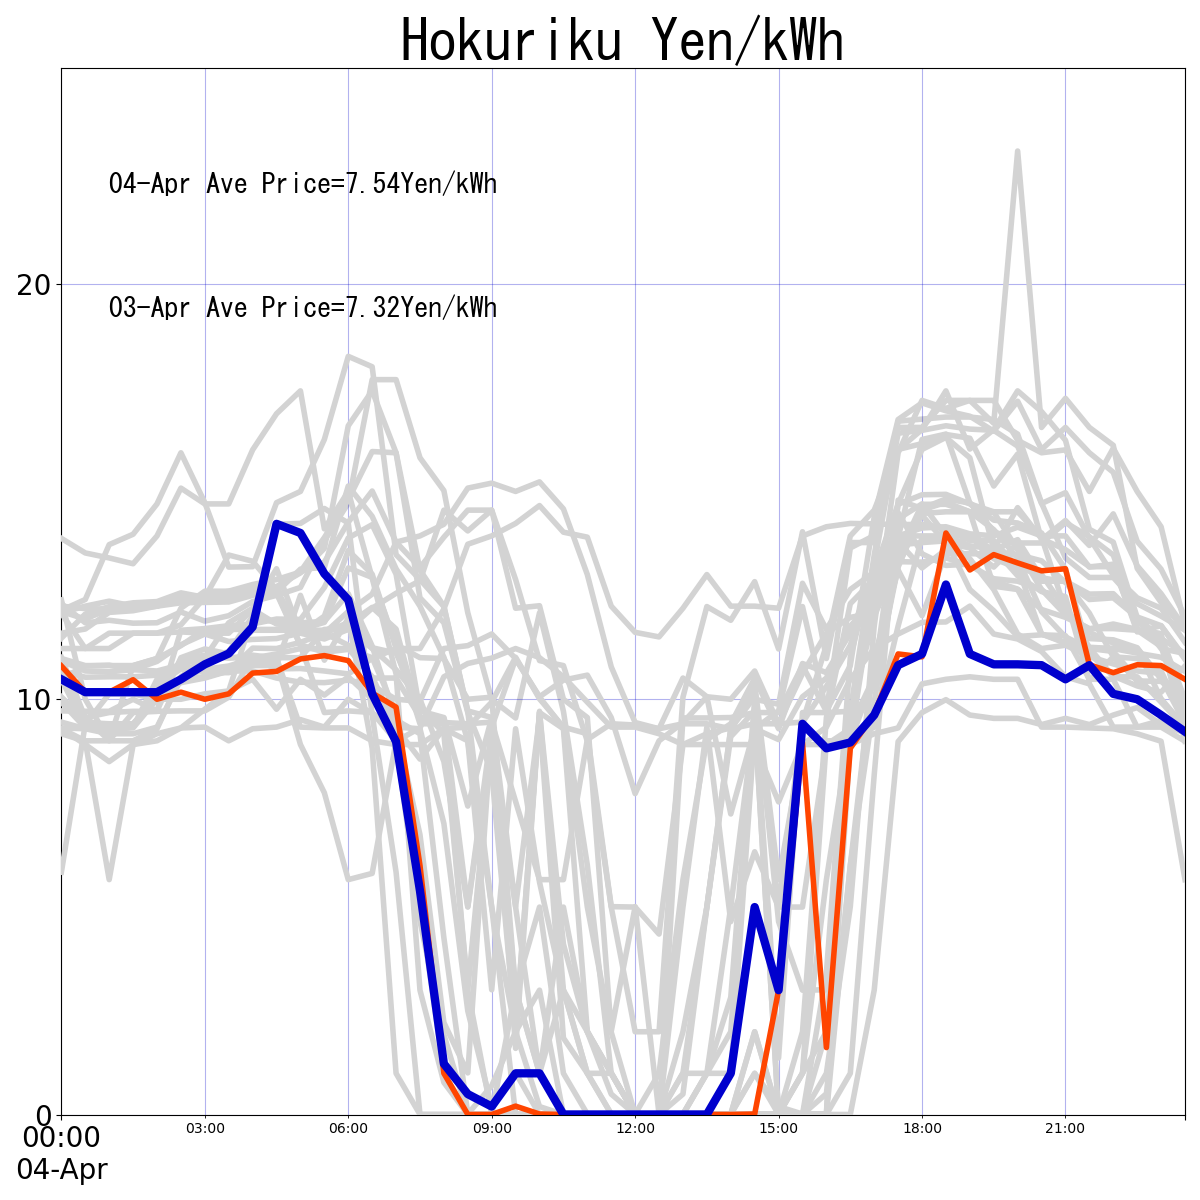 Hokuriku Yen/kWh
04-Apr Ave Price=7.54Yen/kWh
03-Apr Ave Price=7.32Yen/kWh
20
10
0
00:00 03:00 06:00 09:00 12:00 15:00 18:00 21:00
04-Apr